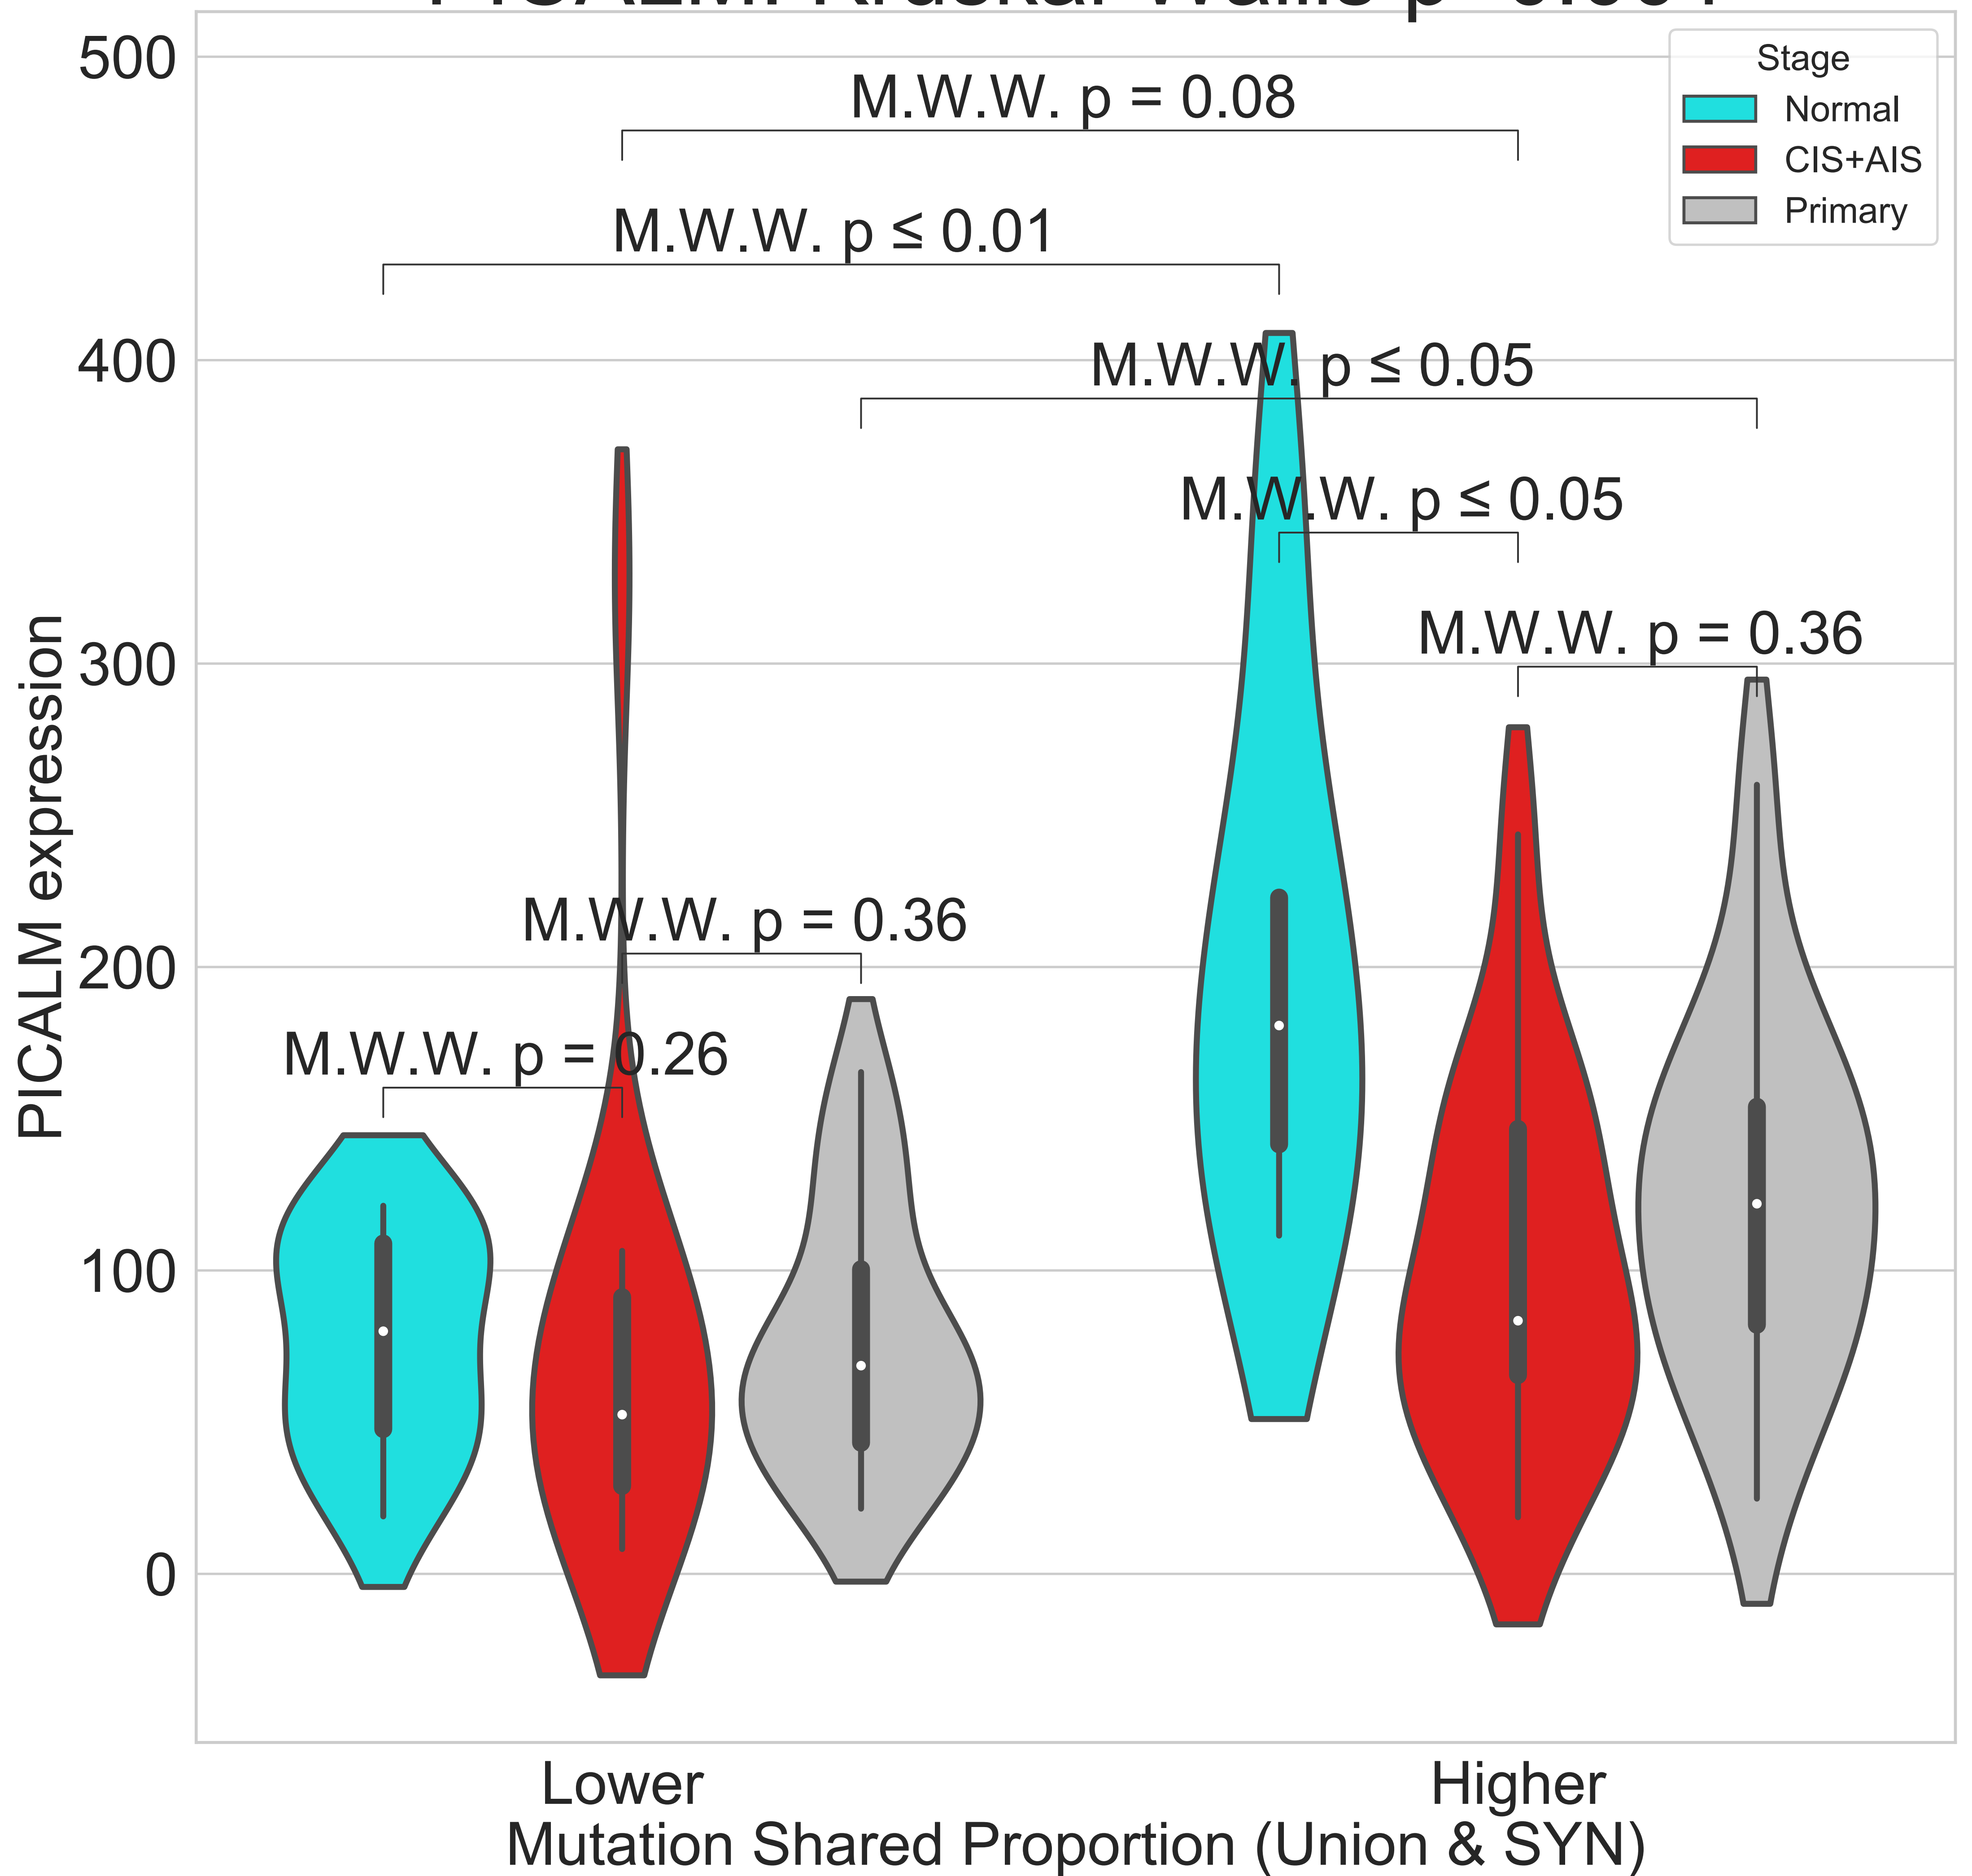 500
400
300
200
100
0
PICALM expression
Stage
Normal
CIS+AIS
Primary
M.W.W. p = 0.08
M.W.W. p ≤ 0.01
M.W.W. p ≤ 0.05
M.W.W. p ≤ 0.05
M.W.W. p = 0.36
M.W.W. p = 0.36
M.W.W. p = 0.26
Lower
Higher
Mutation Shared Proportion (Union & SYN)